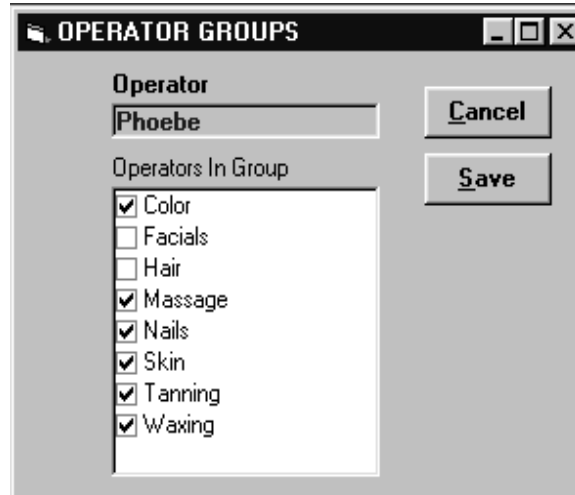 OPERATOR GROUPS
Operator
Phoebe
Cancel
Operators In Group
Save
Color
Facials
Hair
Massage
Nails
Skin
Tanning
Waxing